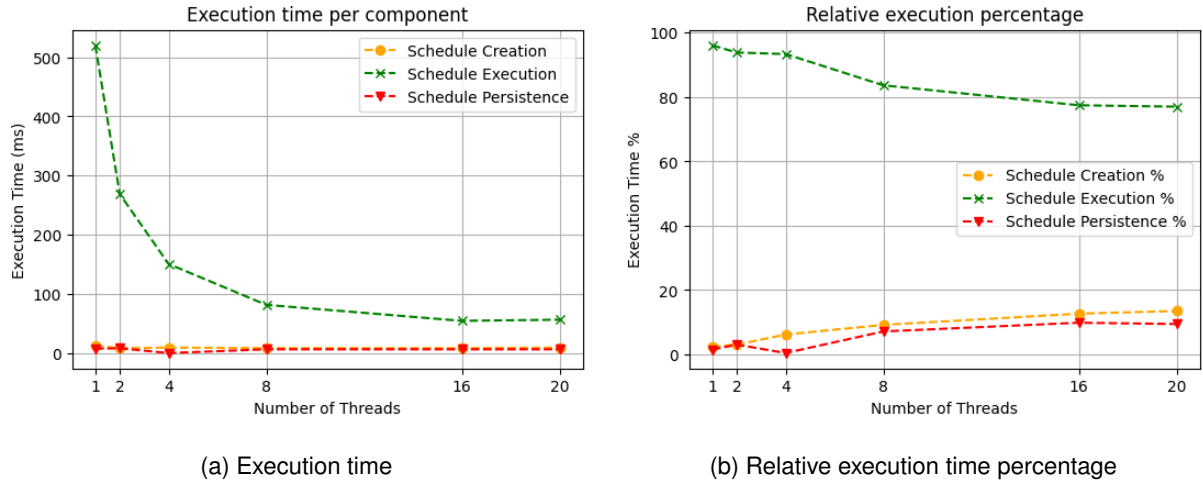 Execution time per component
Execution Time (ms)
500
400
300
200
100
0
Schedule Creation
Schedule Execution
Schedule Persistence
1 2 4 8 16 20
Number of Threads
(a) Execution time
Relative execution percentage
Execution Time %
100
80
60
40
20
0
Schedule Creation %
Schedule Execution %
Schedule Persistence %
1 2 4 8 16 20
Number of Threads
(b) Relative execution time percentage